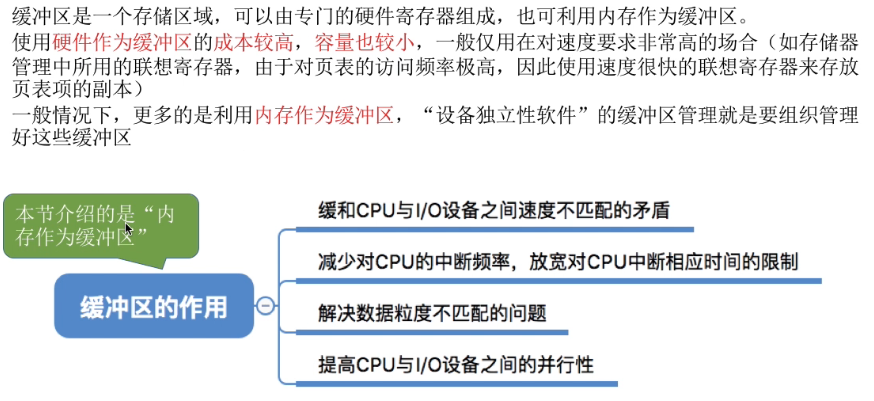 缓冲区是一个存储区域，可以由专门的硬件寄存器组成，也可利用内存作为缓冲区。
使用硬件作为缓冲区的成本较高，容量也较小，一般仅用在对速度要求非常高的场合（如存储器
管理中所用的联想寄存器，由于对页表的访问频率极高，因此使用速度很快的联想寄存器来存放
页表项的副本）
一般情况下，更多的是利用内存作为缓冲区，“设备独立性软件”的缓冲区管理就是要组织管理
好这些缓冲区
本节介绍的是“内
存作为缓冲区”
缓冲区的作用
缓和CPU与I/O设备之间速度不匹配的矛盾
减少对CPU的中断频率，放宽对CPU中断相应时间的限制
解决数据粒度不匹配的问题
提高CPU与I/O设备之间的并行性